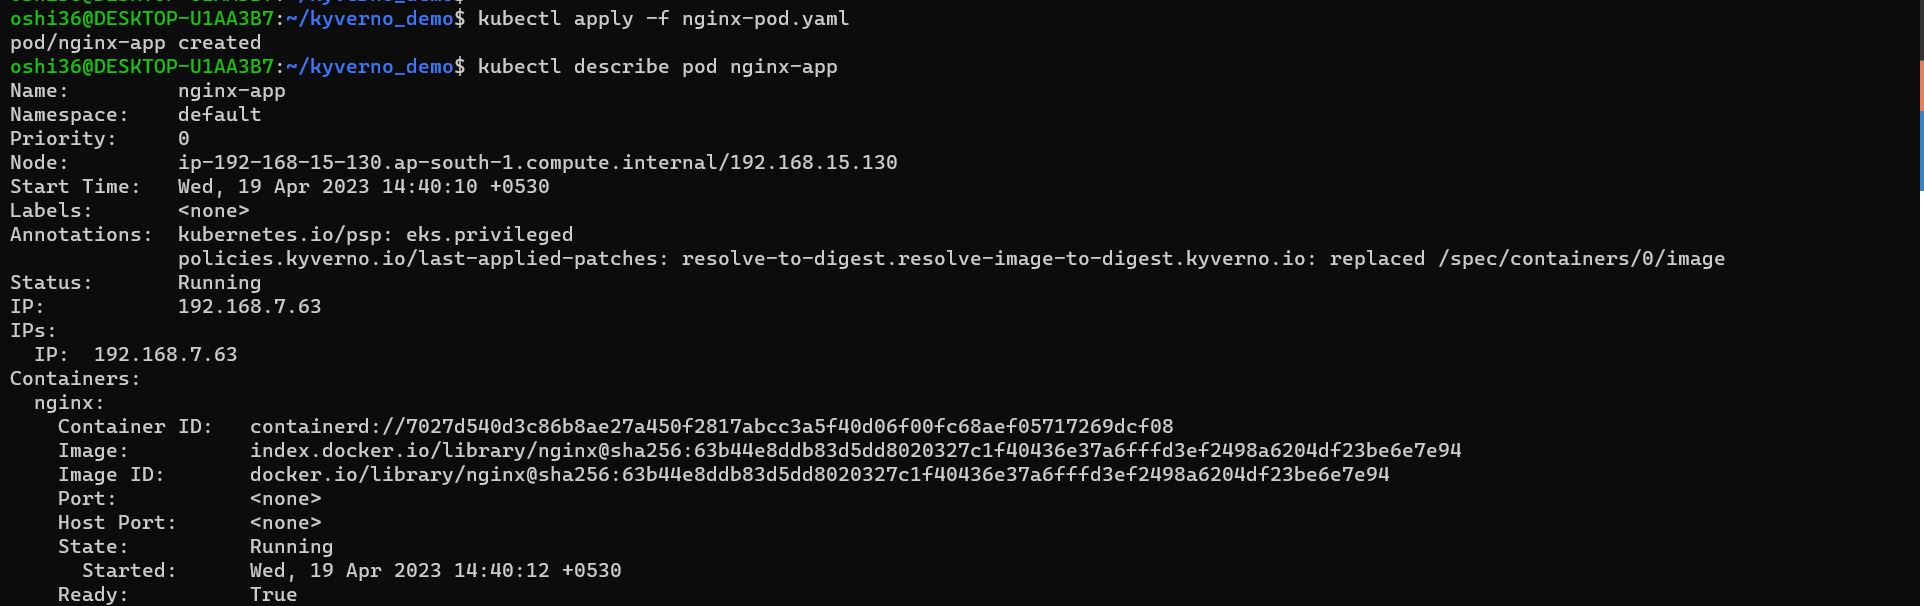 oshi36@DESKTOP-U1AA3B7:~/kyverno_demo$ kubectl apply -f nginx-pod.yaml
pod/nginx-app created
oshi36@DESKTOP-U1AA3B7:~/kyverno_demo$ kubectl describe pod nginx-app
Name:         nginx-app
Namespace:    default
Priority:     0
Node:         ip-192-168-15-130.ap-south-1.compute.internal/192.168.15.130
Start Time:   Wed, 19 Apr 2023 14:40:10 +0530
Labels:       <none>
Annotations:  kubernetes.io/psp: eks.privileged
              policies.kyverno.io/last-applied-patches: resolve-to-digest.resolve-image-to-digest.kyverno.io: replaced /spec/containers/0/image
Status:       Running
IP:           192.168.7.63
IPs:
  IP:  192.168.7.63
Containers:
  nginx:
    Container ID:   containerd://7027d540d3c86b8ae27a450f2817abcc3a5f40d06f00fc68aef05717269dcf08
    Image:          index.docker.io/library/nginx@sha256:63b44e8ddb83d5dd8020327c1f40436e37a6fffd3ef2498a6204df23be6e7e94
    Image ID:       docker.io/library/nginx@sha256:63b44e8ddb83d5dd8020327c1f40436e37a6fffd3ef2498a6204df23be6e7e94
    Port:           <none>
    Host Port:      <none>
    State:          Running
      Started:      Wed, 19 Apr 2023 14:40:12 +0530
    Ready:          True